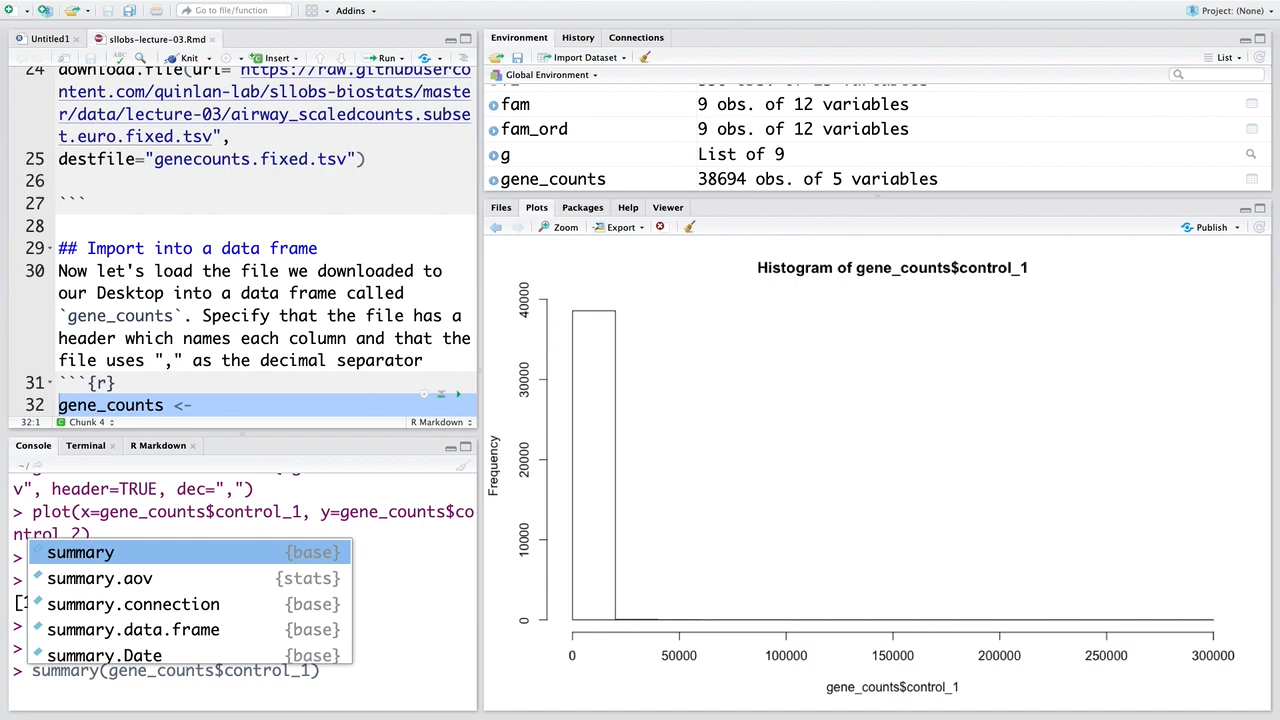 Go to file/function
Addins
Project: (None)
Untitled1
sllobs-lecture-03.Rmd
ABC
Knit
Insert
Run
24 download.file(url="https://raw.githubuserco
ntent.com/quinlan-lab/sllobs-biostats/maste
r/data/lecture-03/airway_scaledcounts.subse
t.euro.fixed.tsv",
25 destfile="genecounts.fixed.tsv")
26
27 ```
28
29 ## Import into a data frame
30 Now let's load the file we downloaded to
our Desktop into a data frame called
`gene_counts`. Specify that the file has a
header which names each column and that the
file uses "," as the decimal separator
31 ```{r}
32 gene_counts <-
32:1 Chunk 4 R Markdown
Console Terminal R Markdown
~/
v", header=TRUE, dec=",")
> plot(x=gene_counts$control_1, y=gene_counts$co
ntrol_2)
>
>
[1
>
>
summary {base}
summary.aov {stats}
summary.connection {base}
summary.data.frame {base}
summary.Date {base}
> summary(gene_counts$control_1)
Environment History Connections
Import Dataset
List
Global Environment
fam 9 obs. of 12 variables
fam_ord 9 obs. of 12 variables
g List of 9
gene_counts 38694 obs. of 5 variables
Files Plots Packages Help Viewer
Zoom Export Publish
Histogram of gene_counts$control_1
Frequency
40000
30000
20000
10000
0
0 50000 100000 150000 200000 250000 300000
gene_counts$control_1